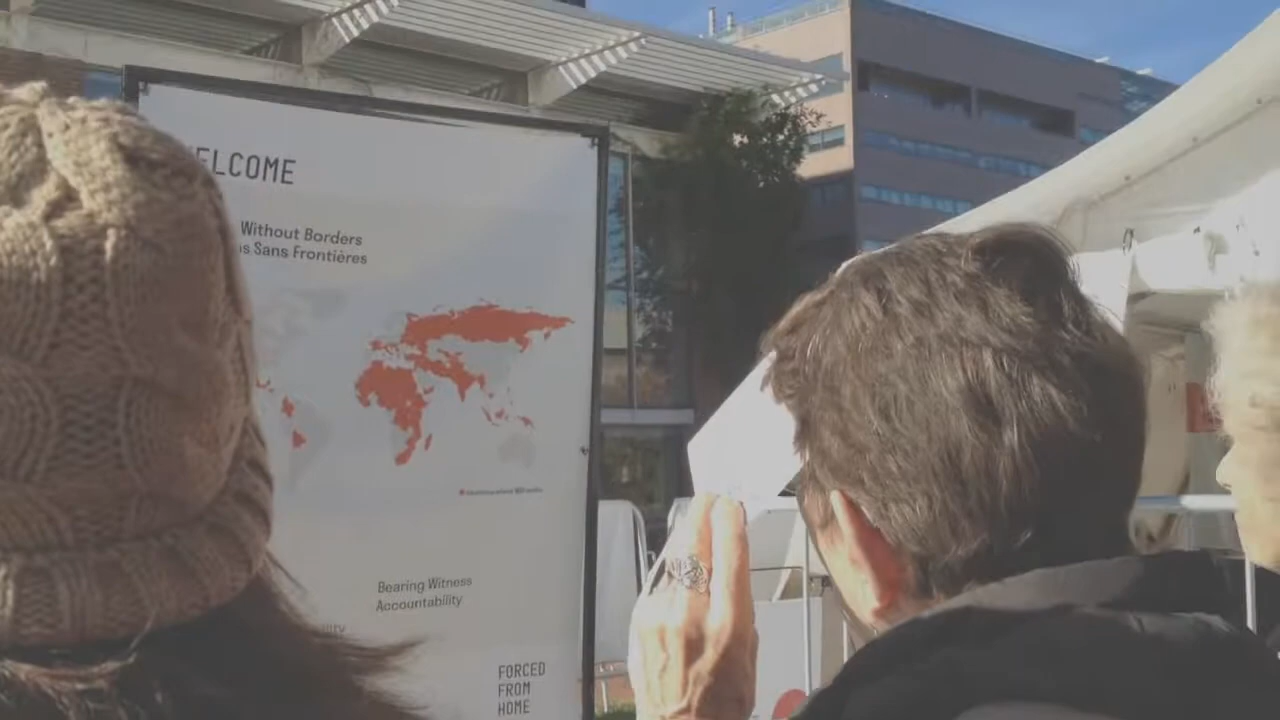 ELCOME
Without Borders
s Sans Frontières
Bearing Witness
Accountability
FORCED
FROM
HOME